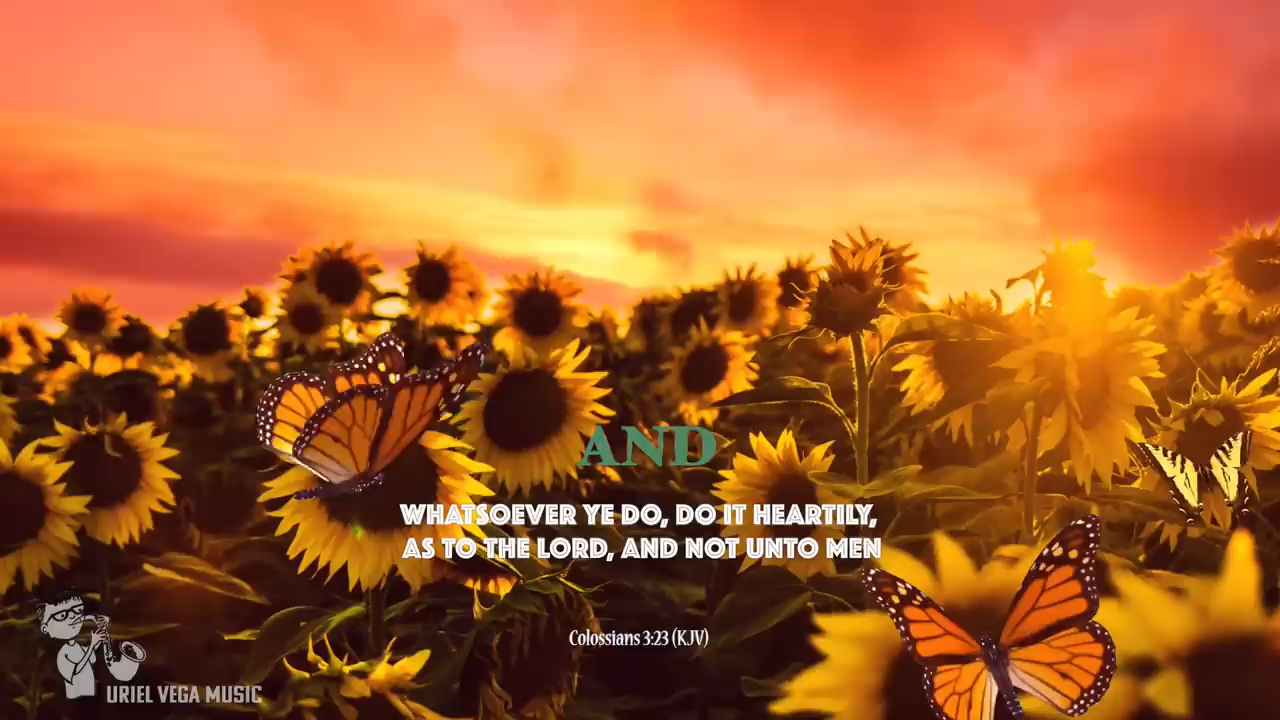 AND
WHATSOEVER YE DO, DO IT HEARTILY,
AS TO THE LORD, AND NOT UNTO MEN
Colossians 3:23 (KJV)
URIEL VEGA MUSIC